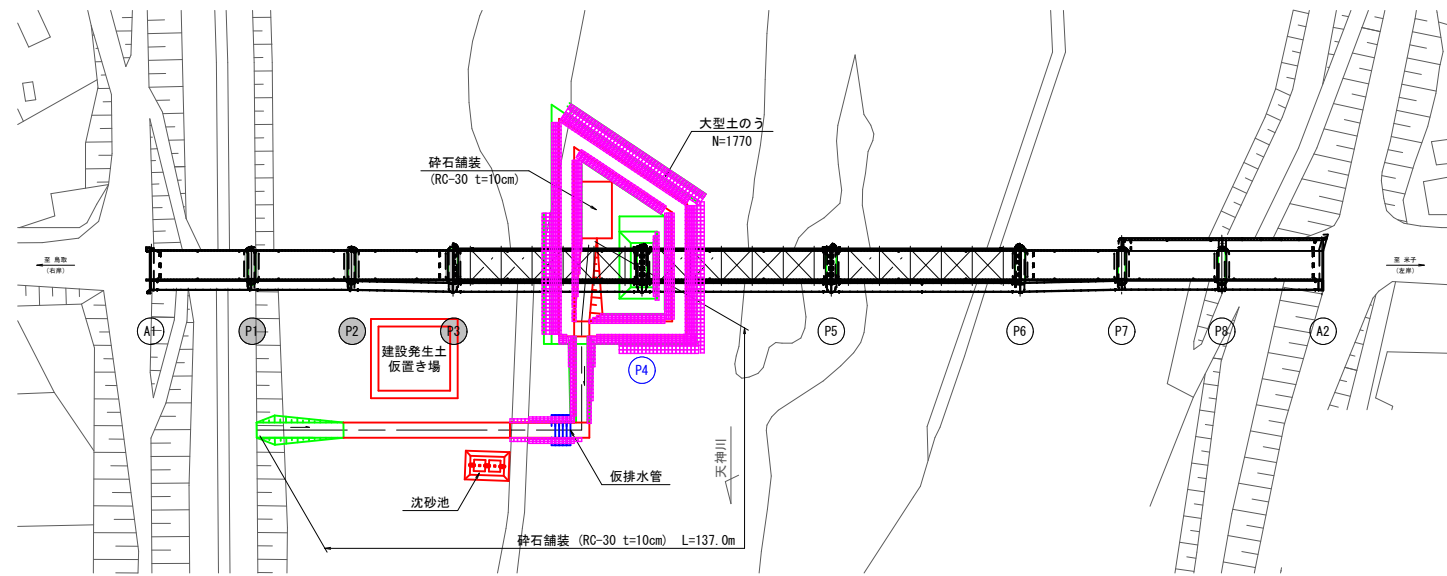 大型土のう
N=1770
砕石舗装
(RC-30 t=10cm)
至 鳥取
(右岸)
至 米子
(左岸)
A1
P1
P2
P3
P5
P6
P7
P8
A2
P4
建設発生土
仮置き場
天神川
仮排水管
沈砂池
砕石舗装 (RC-30 t=10cm) L=137.0m